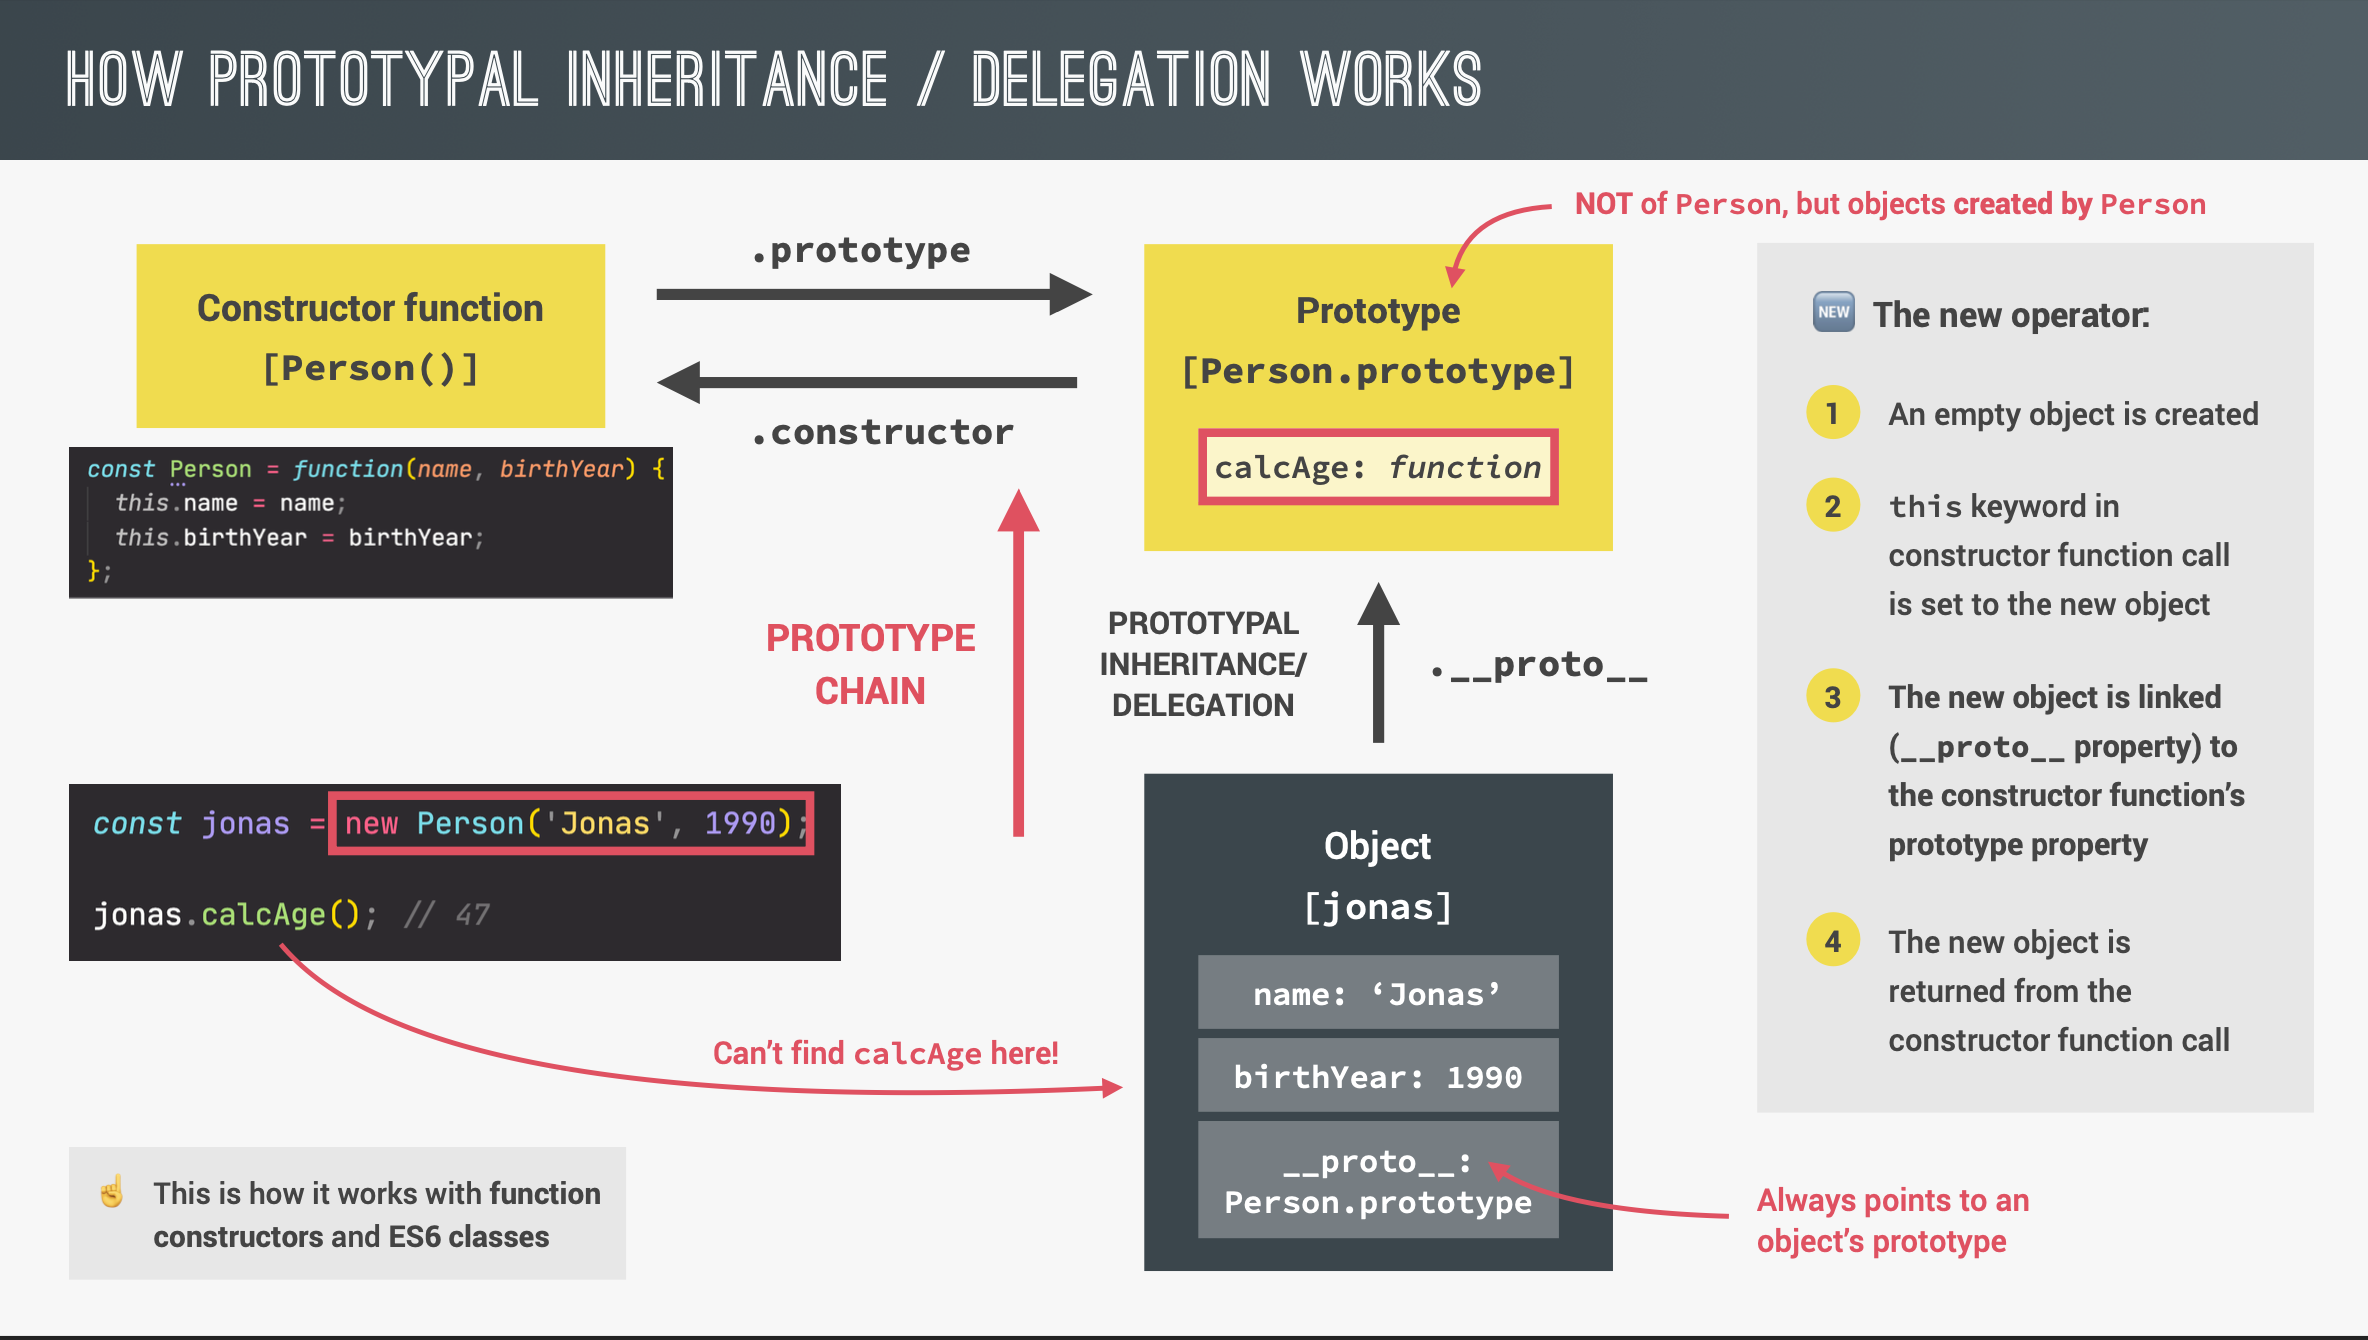 HOW PROTOTYPAL INHERITANCE / DELEGATION WORKS
NOT of Person, but objects created by Person
Constructor function
[Person()]
.prototype
.constructor
Prototype
[Person.prototype]
calcAge: function
const Person = function(name, birthYear) {
this.name = name;
this.birthYear = birthYear;
};
PROTOTYPE
CHAIN
PROTOTYPAL
INHERITANCE/
DELEGATION
.__proto__
const jonas = new Person('Jonas', 1990);
jonas.calcAge(); // 47
Can’t find calcAge here!
Object
[jonas]
name: ‘Jonas’
birthYear: 1990
__proto__:
Person.prototype
Always points to an
object’s prototype
☝️ This is how it works with function
constructors and ES6 classes
NEW The new operator:
1 An empty object is created
2 this keyword in
constructor function call
is set to the new object
3 The new object is linked
(__proto__ property) to
the constructor function’s
prototype property
4 The new object is
returned from the
constructor function call